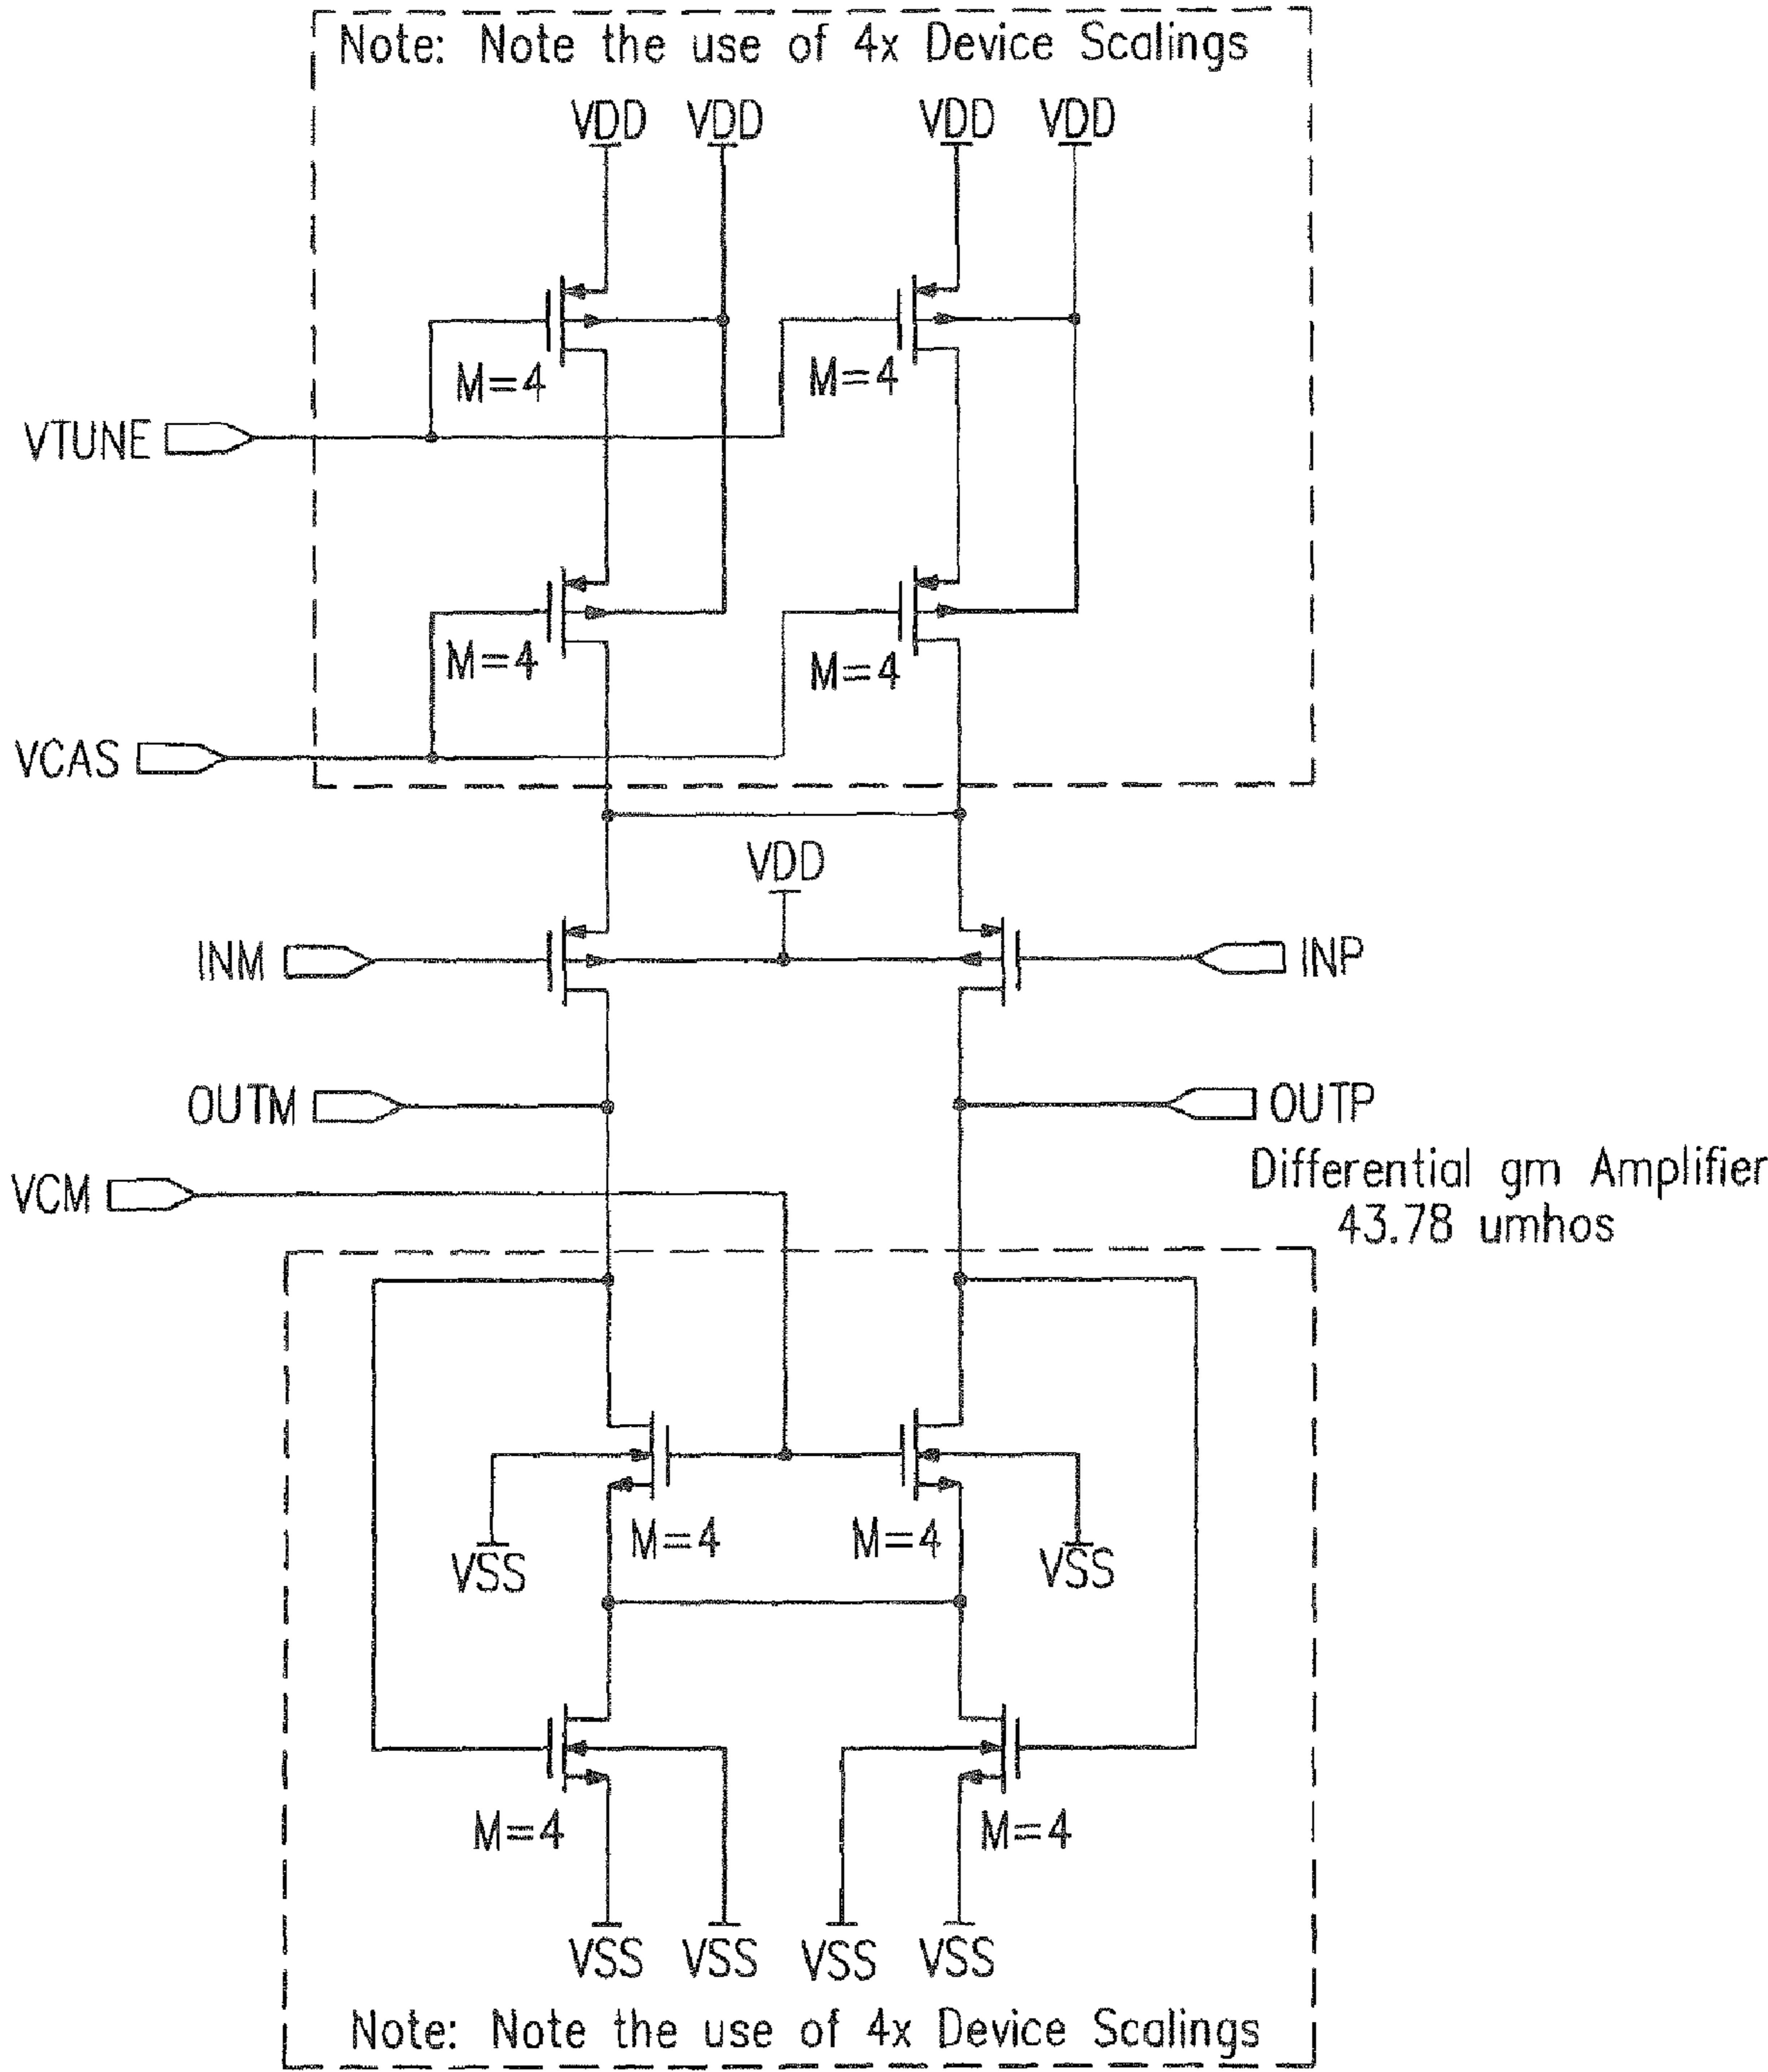 Note: Note the use of 4x Device Scalings
VDD VDD VDD VDD
M=4 M=4
VTUNE
M=4 M=4
VCAS
VDD
INM INP
OUTM OUTP
Differential gm Amplifier
VCM
43.78 umhos
M=4 M=4
VSS VSS
M=4 M=4
VSS VSS VSS VSS
Note: Note the use of 4x Device Scalings